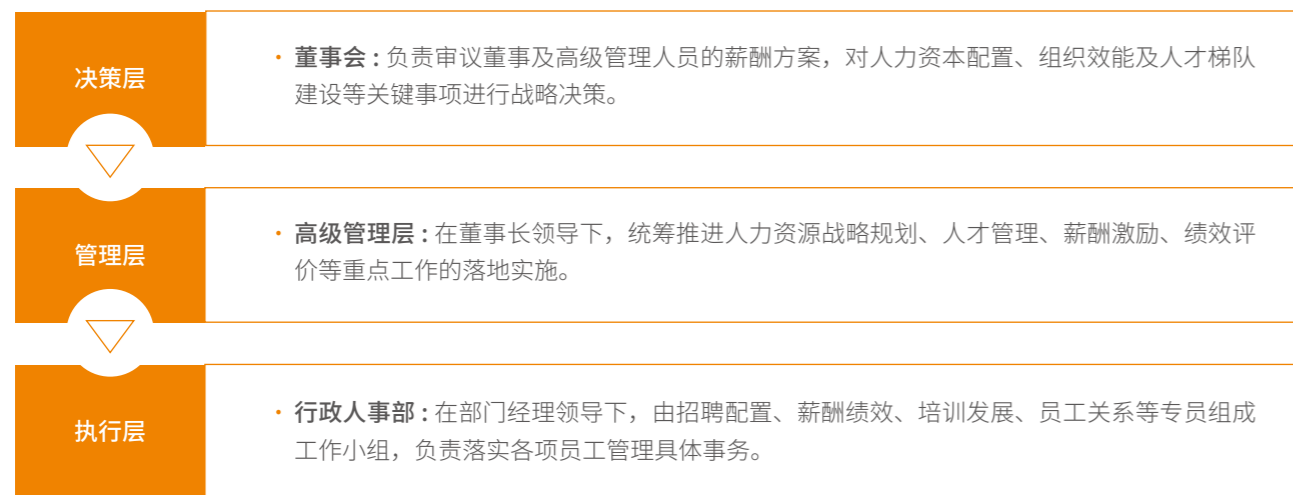 决策层
· 董事会 : 负责审议董事及高级管理人员的薪酬方案，对人力资本配置、组织效能及人才梯队
建设等关键事项进行战略决策。
管理层
· 高级管理层 : 在董事长领导下，统筹推进人力资源战略规划、人才管理、薪酬激励、绩效评
价等重点工作的落地实施。
执行层
· 行政人事部 : 在部门经理领导下，由招聘配置、薪酬绩效、培训发展、员工关系等专员组成
工作小组，负责落实各项员工管理具体事务。